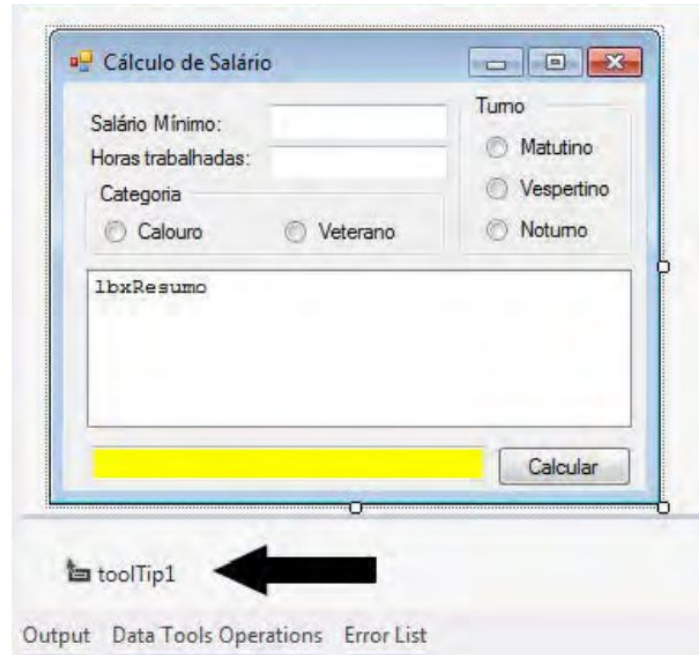 Cálculo de Salário
Salário Mínimo:
Horas trabalhadas:
Turno
Matutino
Vespertino
Noturno
Categoria
Calouro Veterano
lbxResumo
Calcular
toolTip1
Output Data Tools Operations Error List